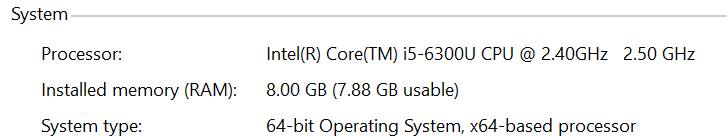 System
Processor: Intel(R) Core(TM) i5-6300U CPU @ 2.40GHz 2.50 GHz
Installed memory (RAM): 8.00 GB (7.88 GB usable)
System type: 64-bit Operating System, x64-based processor